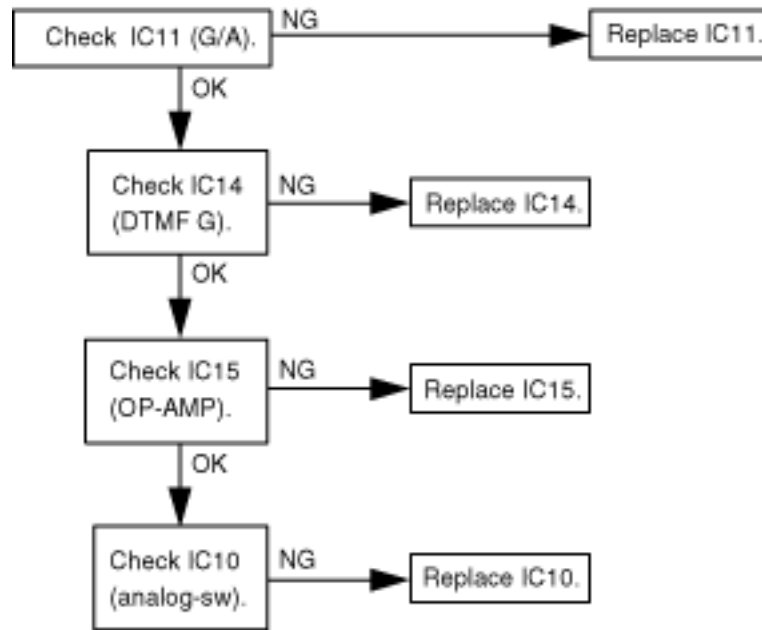 Check IC11 (G/A).
NG
Replace IC11.
OK
Check IC14
(DTMF G).
NG
Replace IC14.
OK
Check IC15
(OP-AMP).
NG
Replace IC15.
OK
Check IC10
(analog-sw).
NG
Replace IC10.